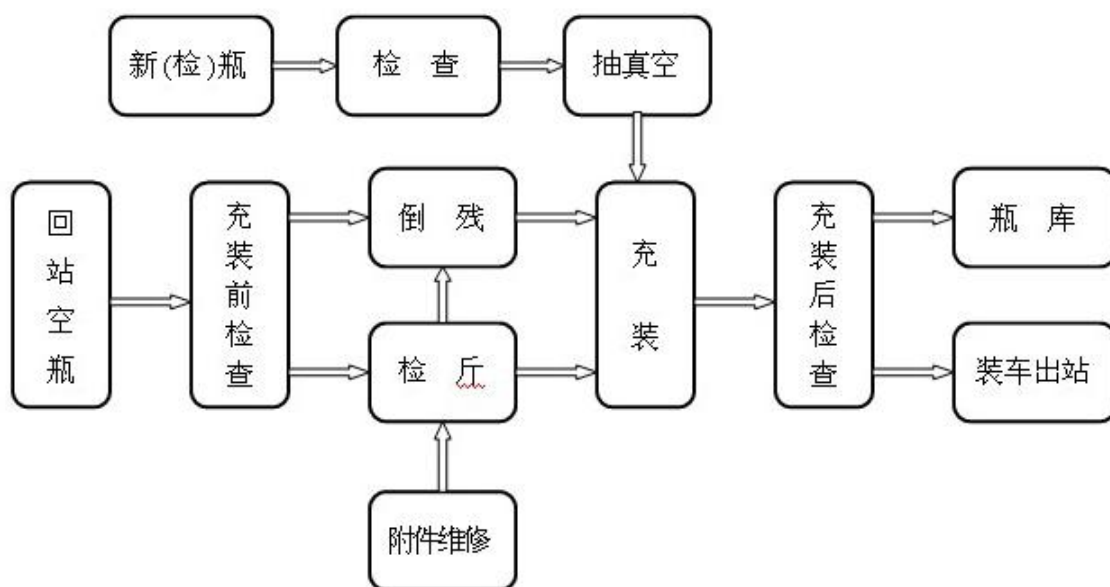 新(检)瓶
检 查
抽真空
回站空瓶
充装前检查
倒 残
检 斤
附件维修
充装
充装后检查
瓶 库
装车出站